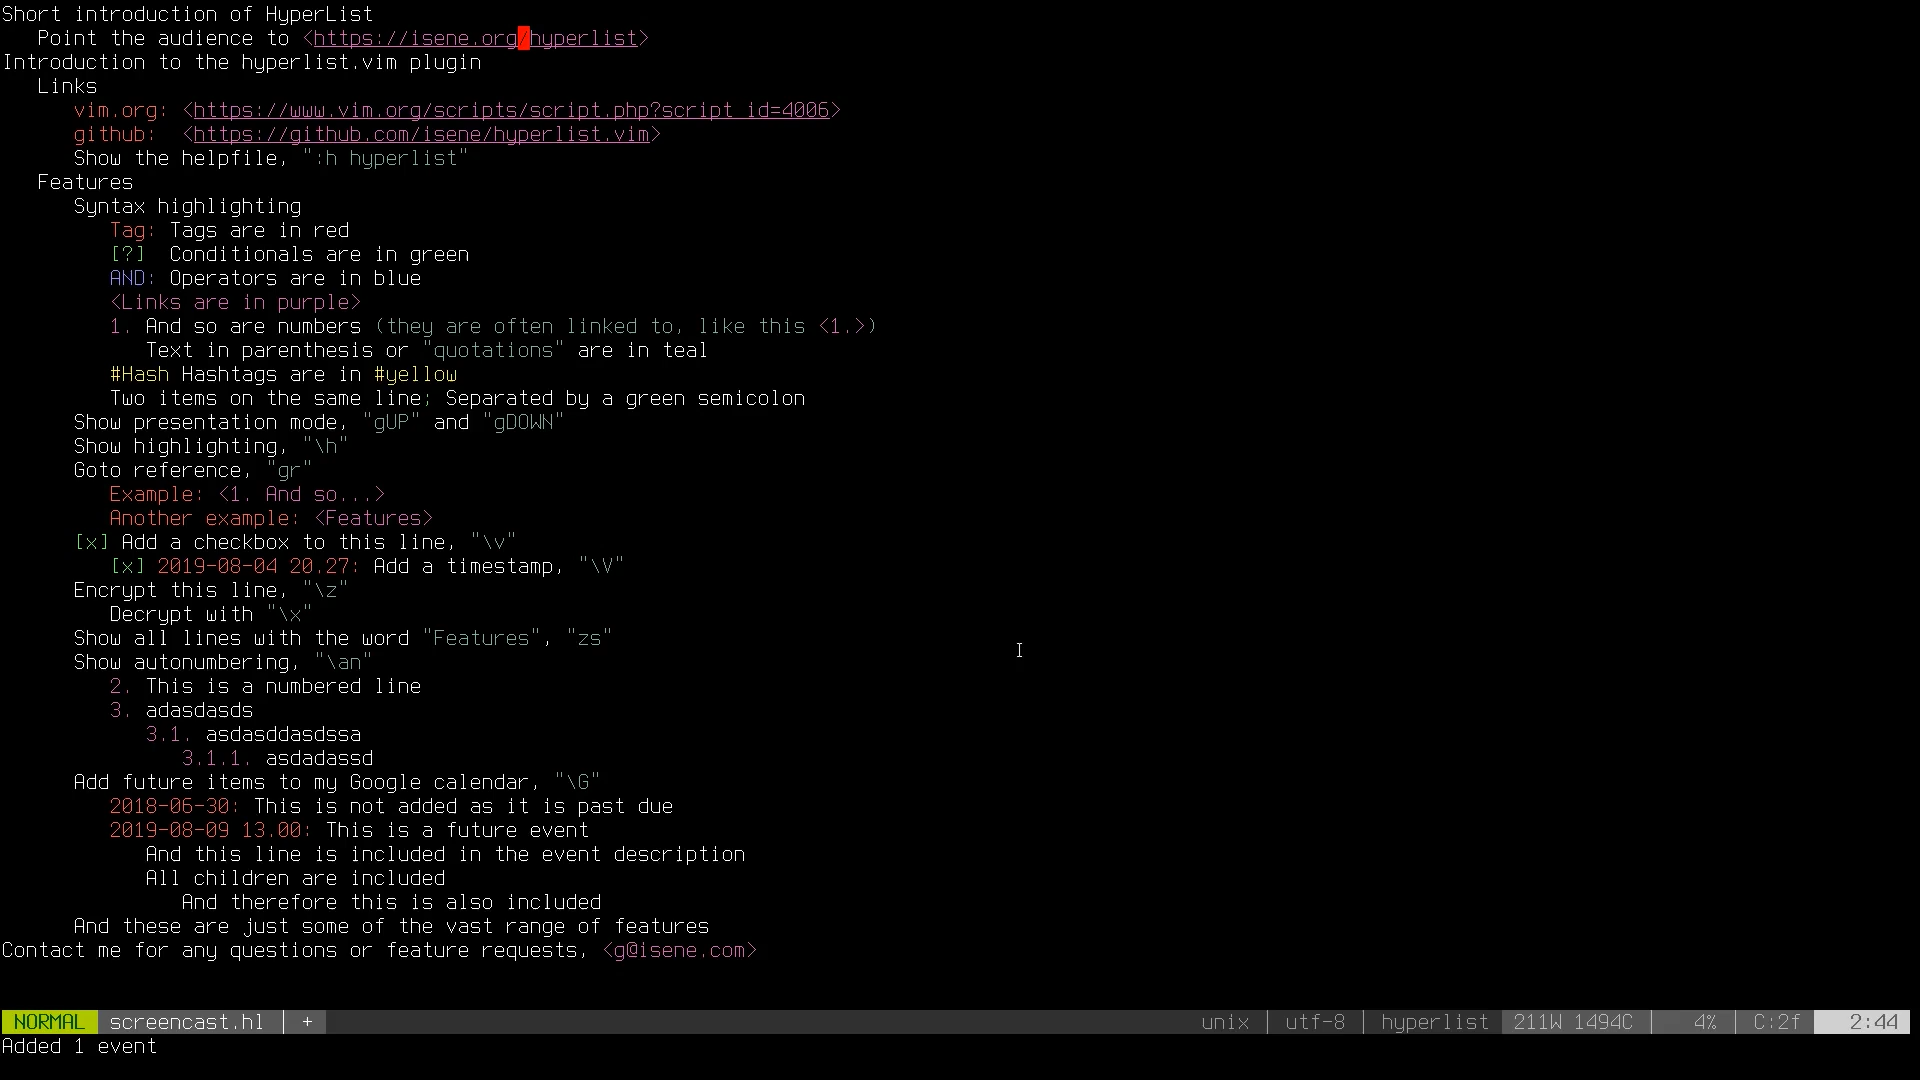 Short introduction of HyperList
Point the audience to <https://isene.org/hyperlist>
Introduction to the hyperlist.vim plugin
Links
vim.org: <https://www.vim.org/scripts/script.php?script_id=4006>
github: <https://github.com/isene/hyperlist.vim>
Show the helpfile, ":h hyperlist"
Features
Syntax highlighting
Tag: Tags are in red
[?] Conditionals are in green
AND: Operators are in blue
<Links are in purple>
1. And so are numbers (they are often linked to, like this <1.>)
Text in parenthesis or "quotations" are in teal
#Hash Hashtags are in #yellow
Two items on the same line; Separated by a green semicolon
Show presentation mode, "gUP" and "gDOWN"
Show highlighting, "\h"
Goto reference, "gr"
Example: <1. And so...>
Another example: <Features>
[x] Add a checkbox to this line, "\v"
[x] 2019-08-04 20.27: Add a timestamp, "\V"
Encrypt this line, "\z"
Decrypt with "\x"
Show all lines with the word "Features", "zs"
Show autonumbering, "\an"
2. This is a numbered line
3. adasdasds
3.1. asdasddasdssa
3.1.1. asdadassd
Add future items to my Google calendar, "\G"
2018-06-30: This is not added as it is past due
2019-08-09 13.00: This is a future event
And this line is included in the event description
All children are included
And therefore this is also included
And these are just some of the vast range of features
Contact me for any questions or feature requests, <g@isene.com>
NORMAL screencast.hl | + unix | utf-8 | hyperlist 211W 1494C | 4% | C:2f 2:44
Added 1 event